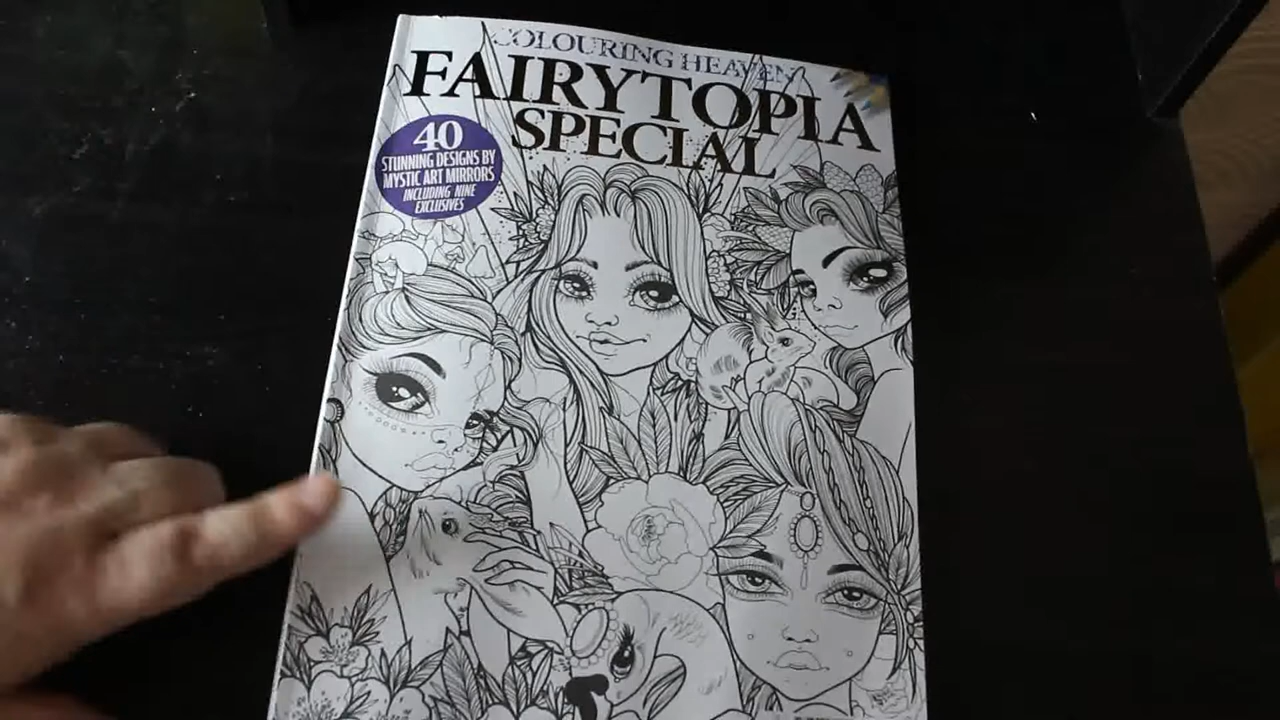 COLOURING HEAVEN
FAIRYTOPIA
SPECIAL
40
STUNNING DESIGNS BY
MYSTIC ART MIRRORS
INCLUDING NINE
EXCLUSIVES